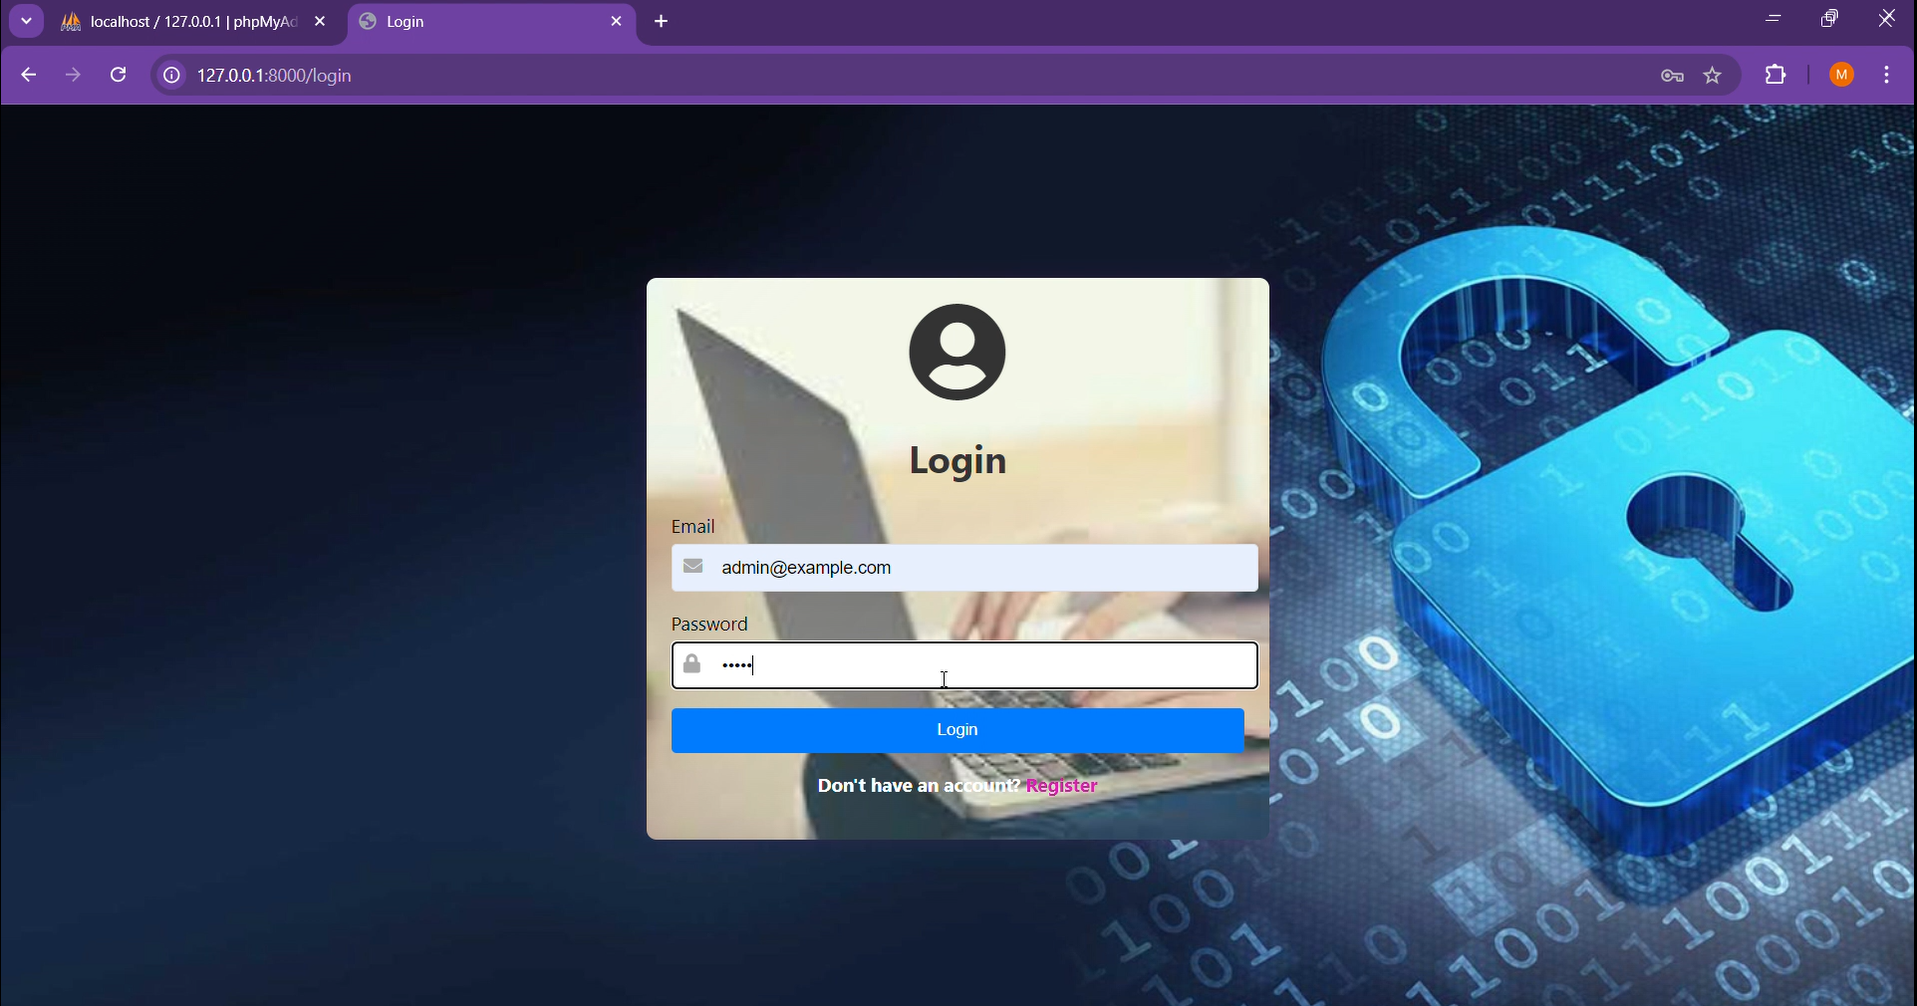 localhost / 127.0.0.1 | phpMyAd
Login
127.0.0.1:8000/login
M
Login
Email
admin@example.com
Password
•••••
Login
Don't have an account? Register